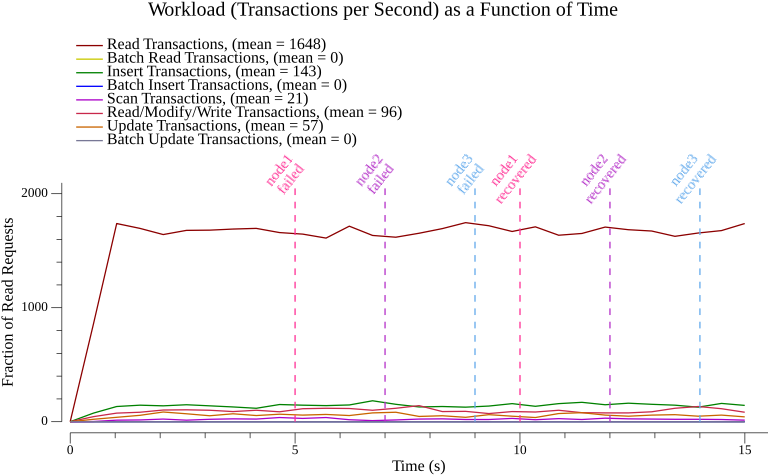 Workload (Transactions per Second) as a Function of Time
Read Transactions, (mean = 1648)
Batch Read Transactions, (mean = 0)
Insert Transactions, (mean = 143)
Batch Insert Transactions, (mean = 0)
Scan Transactions, (mean = 21)
Read/Modify/Write Transactions, (mean = 96)
Update Transactions, (mean = 57)
Batch Update Transactions, (mean = 0)
node1
failed
node2
failed
node3
failed
node1
recovered
node2
recovered
node3
recovered
2000
1000
0
Fraction of Read Requests
0
5
10
15
Time (s)